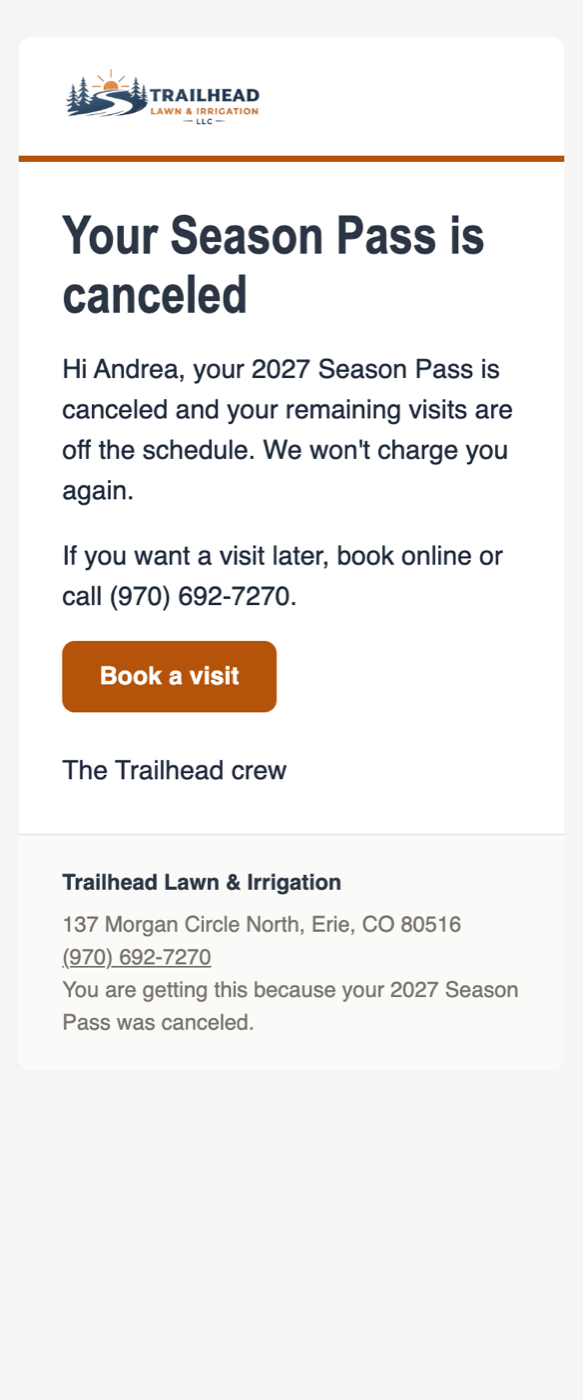 TRAILHEAD
LAWN & IRRIGATION
— LLC —
Your Season Pass is
canceled
Hi Andrea, your 2027 Season Pass is
canceled and your remaining visits are
off the schedule. We won't charge you
again.
If you want a visit later, book online or
call (970) 692-7270.
Book a visit
The Trailhead crew
Trailhead Lawn & Irrigation
137 Morgan Circle North, Erie, CO 80516
(970) 692-7270
You are getting this because your 2027 Season
Pass was canceled.